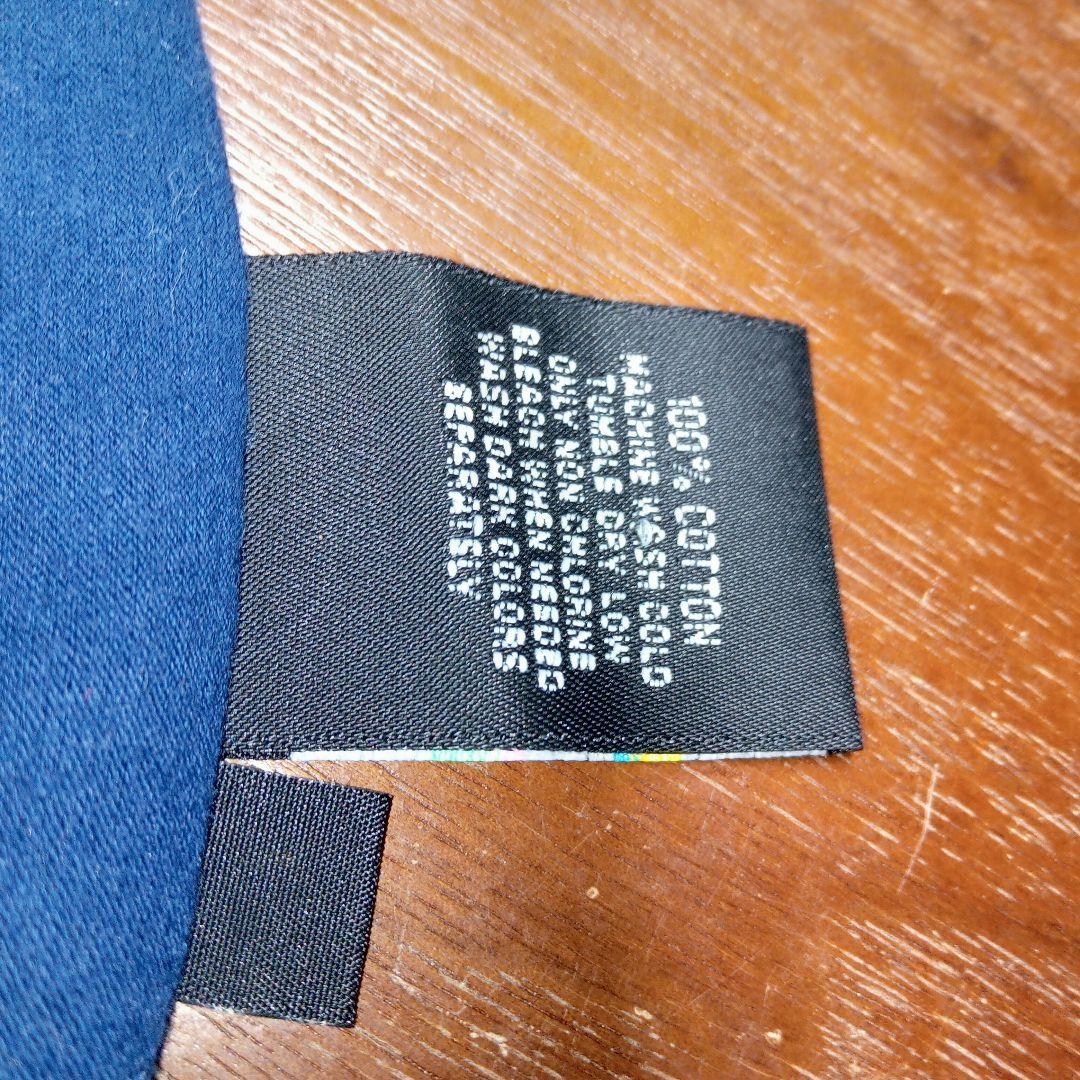 100% COTTON
MACHINE WASH COLD
TUMBLE DRY LOW
ONLY NON CHLORINE
BLEACH WHEN NEEDED
WASH DARK COLORS
SEPARATELY